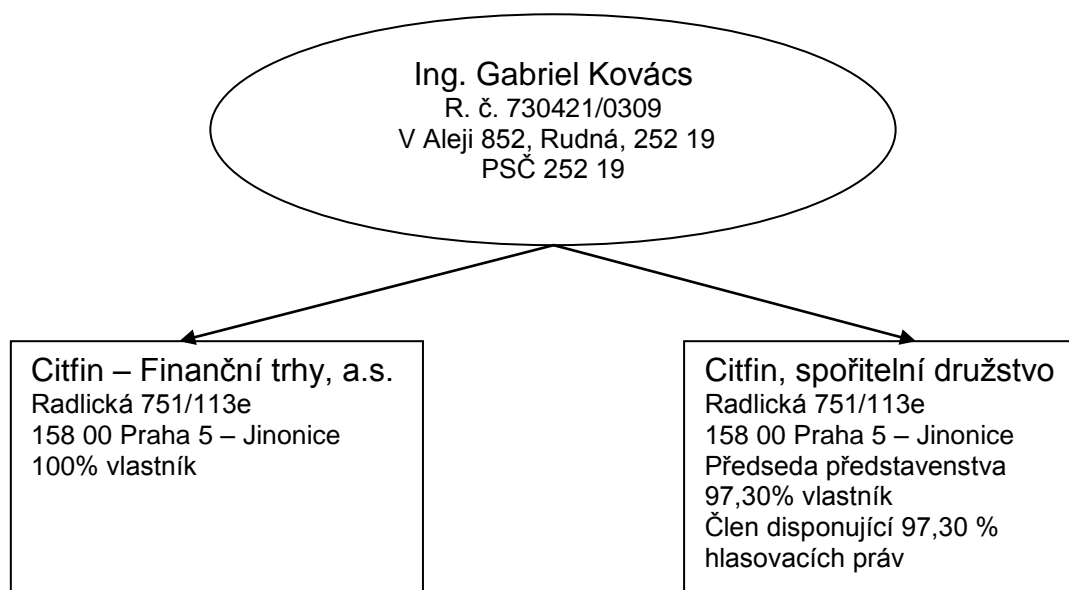 Ing. Gabriel Kovács
R. č. 730421/0309
V Aleji 852, Rudná, 252 19
PSČ 252 19
Citfin – Finanční trhy, a.s.
Radlická 751/113e
158 00 Praha 5 – Jinonice
100% vlastník
Citfin, spořitelní družstvo
Radlická 751/113e
158 00 Praha 5 – Jinonice
Předseda představenstva
97,30% vlastník
Člen disponující 97,30 %
hlasovacích práv